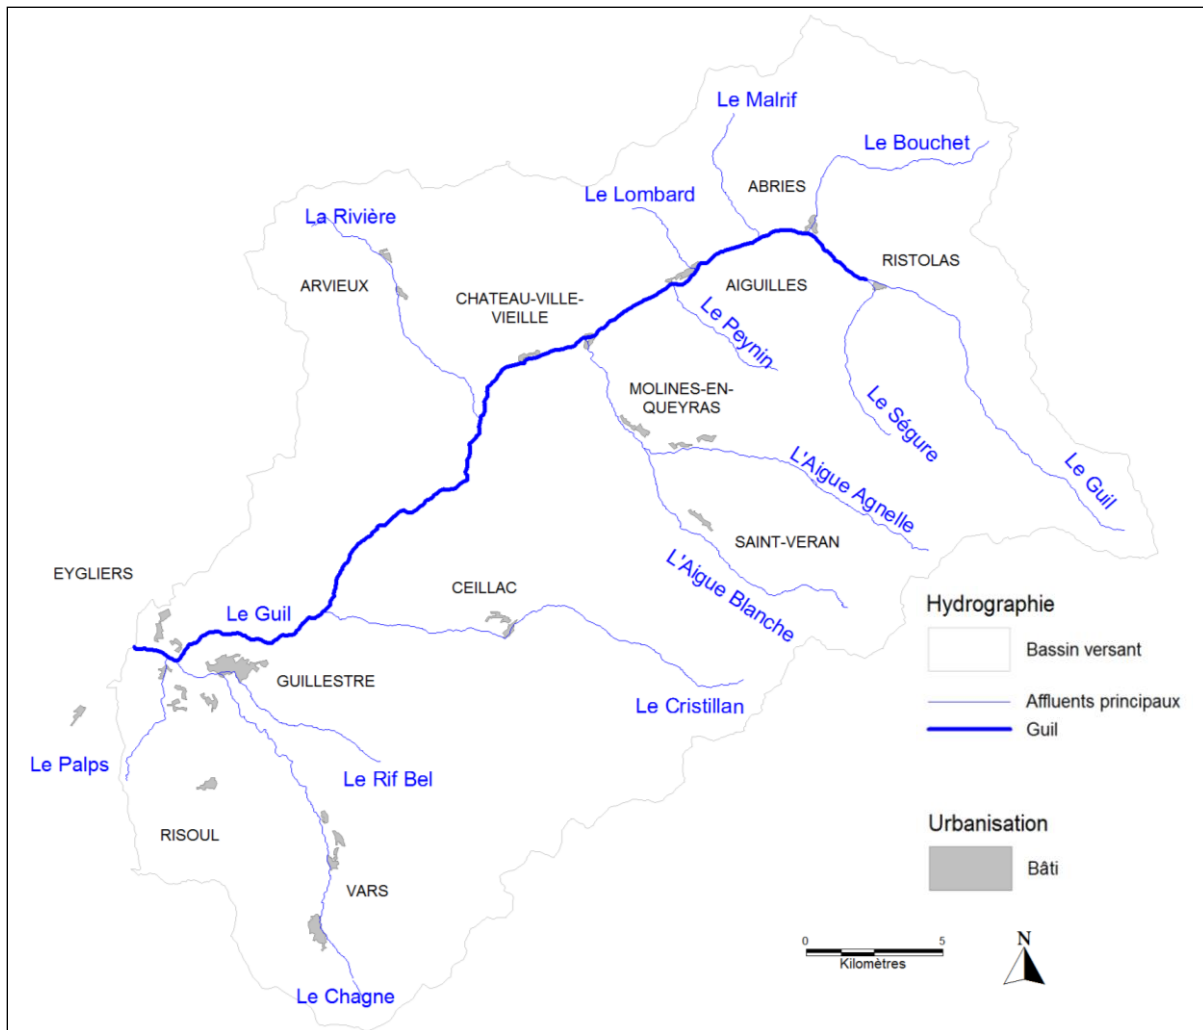 Le Malrif
Le Bouchet
ABRIES
Le Lombard
La Rivière
RISTOLAS
ARVIEUX
AIGUILLES
CHATEAU-VILLE-
VIEILLE
Le Peynin
MOLINES-EN-
QUEYRAS
Le Ségure
L'Aigue Agnelle
Le Guil
SAINT-VERAN
EYGLIERS
L'Aigue Blanche
CEILLAC
Le Guil
GUILLESTRE
Le Cristillan
Le Palps
Le Rif Bel
RISOUL
VARS
Le Chagne
Hydrographie
Bassin versant
Affluents principaux
Guil
Urbanisation
Bâti
0 5
Kilomètres
N